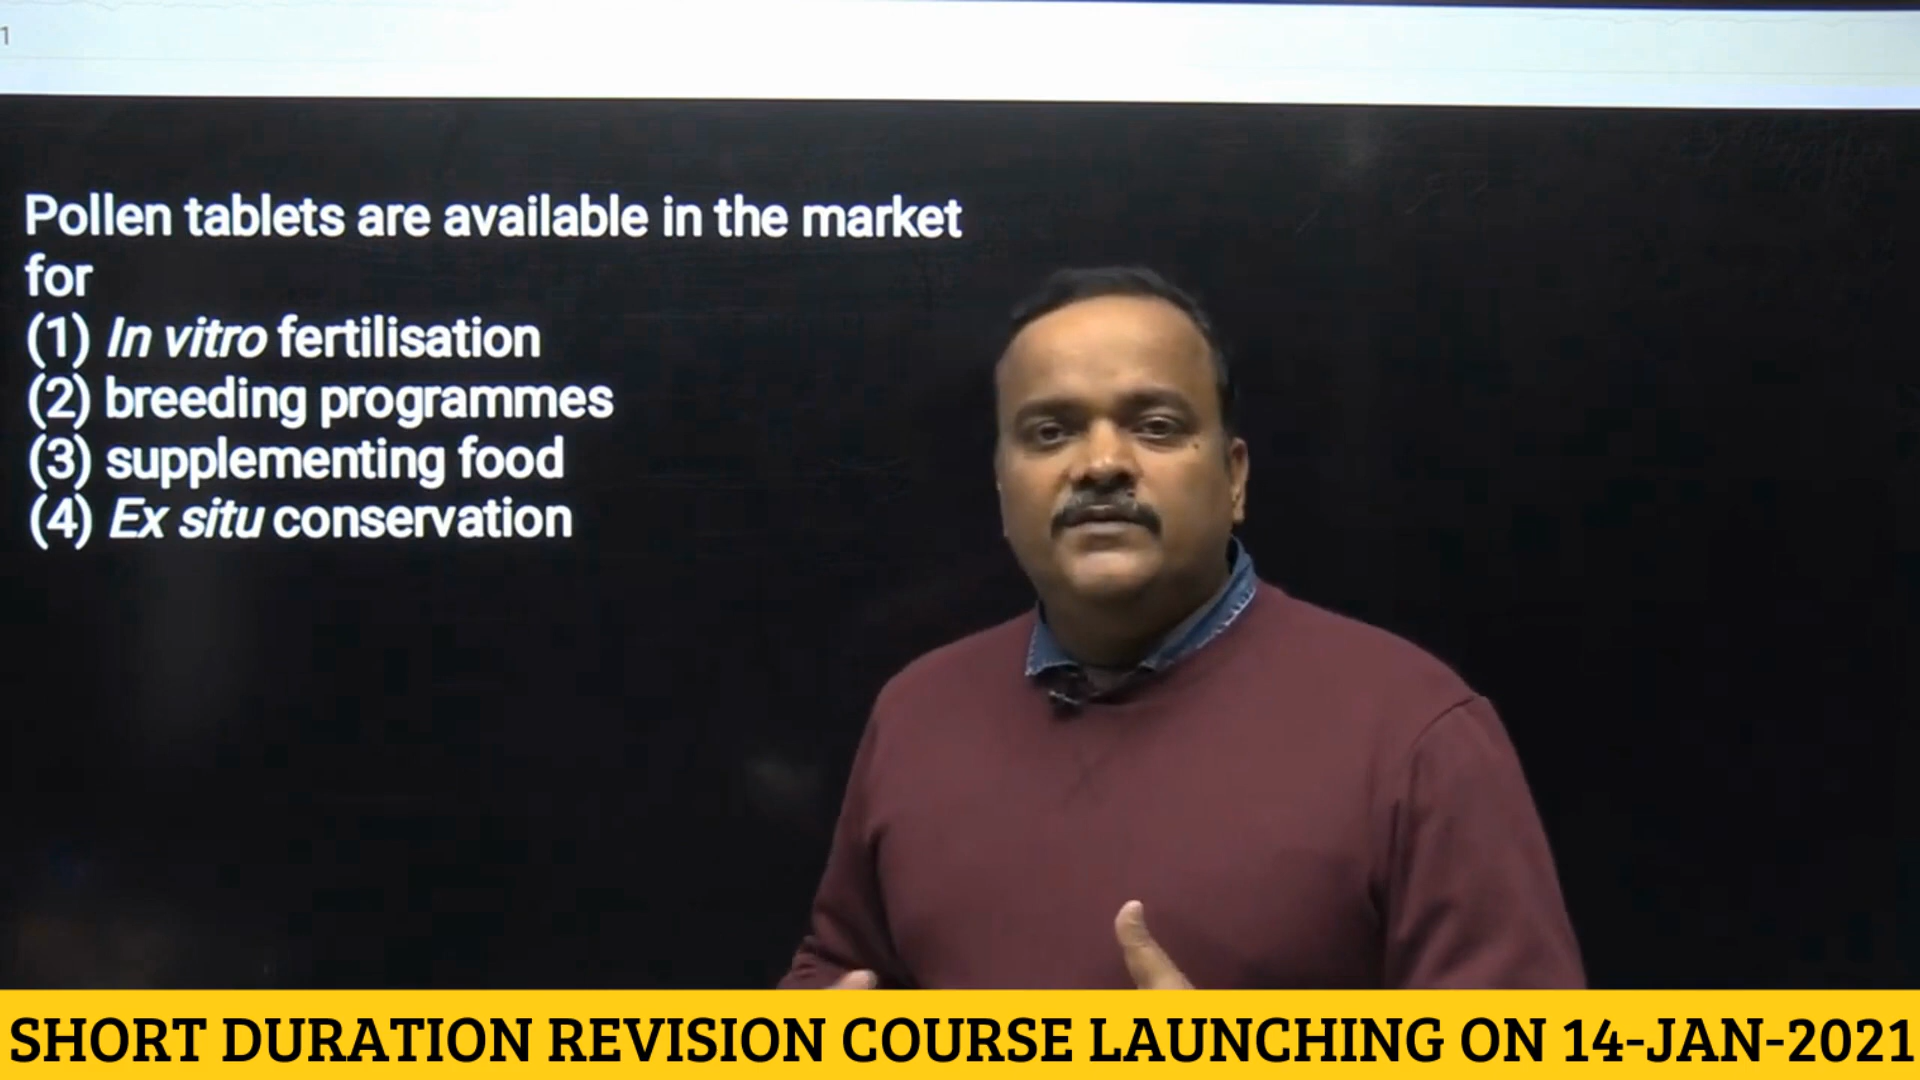 1
Pollen tablets are available in the market
for
(1) In vitro fertilisation
(2) breeding programmes
(3) supplementing food
(4) Ex situ conservation
SHORT DURATION REVISION COURSE LAUNCHING ON 14-JAN-2021